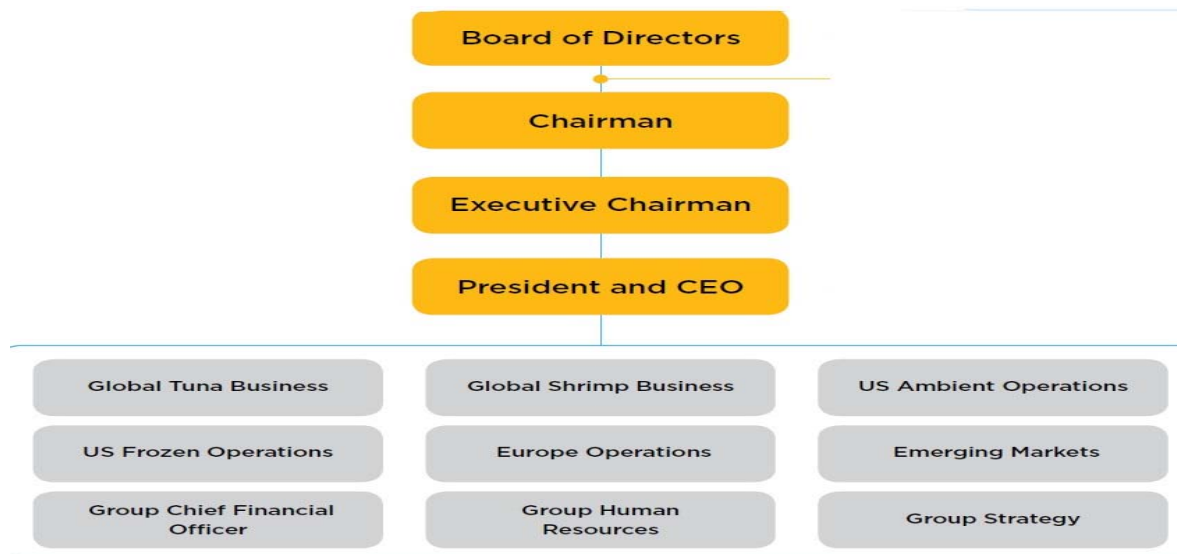 Board of Directors
Chairman
Executive Chairman
President and CEO
Global Tuna Business
Global Shrimp Business
US Ambient Operations
US Frozen Operations
Europe Operations
Emerging Markets
Group Chief Financial
Officer
Group Human
Resources
Group Strategy